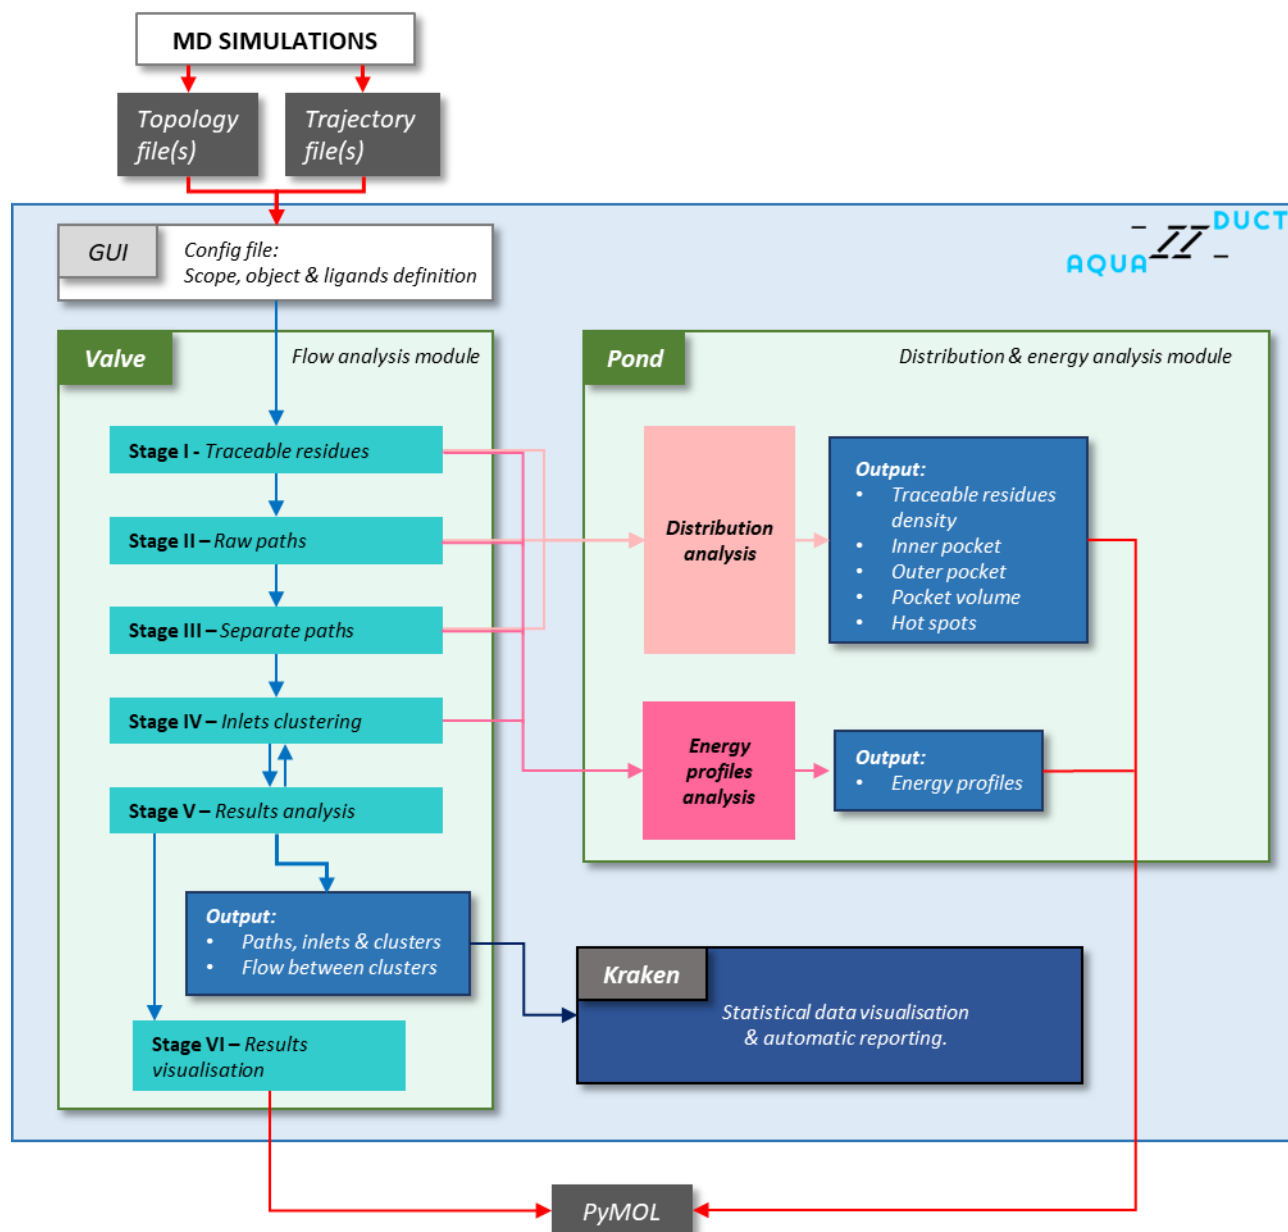 MD SIMULATIONS
Topology
file(s)
Trajectory
file(s)
GUI
Config file:
Scope, object & ligands definition
AQUA
DUCT
Valve
Flow analysis module
Stage I - Traceable residues
Stage II – Raw paths
Stage III – Separate paths
Stage IV – Inlets clustering
Stage V – Results analysis
Output:
• Paths, inlets & clusters
• Flow between clusters
Stage VI – Results
visualisation
Pond
Distribution & energy analysis module
Distribution
analysis
Output:
• Traceable residues
density
• Inner pocket
• Outer pocket
• Pocket volume
• Hot spots
Energy
profiles
analysis
Output:
• Energy profiles
Kraken
Statistical data visualisation
& automatic reporting.
PyMOL